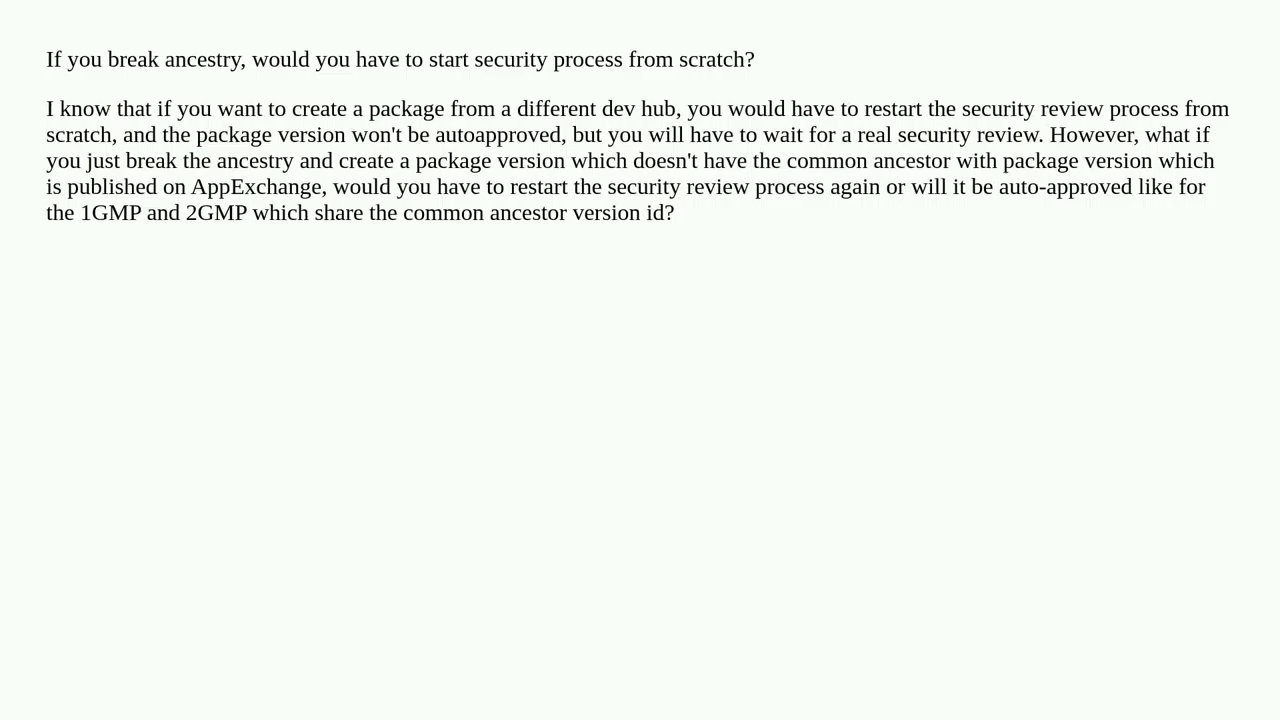 If you break ancestry, would you have to start security process from scratch?
I know that if you want to create a package from a different dev hub, you would have to restart the security review process from
scratch, and the package version won't be autoapproved, but you will have to wait for a real security review. However, what if
you just break the ancestry and create a package version which doesn't have the common ancestor with package version which
is published on AppExchange, would you have to restart the security review process again or will it be auto-approved like for
the 1GMP and 2GMP which share the common ancestor version id?